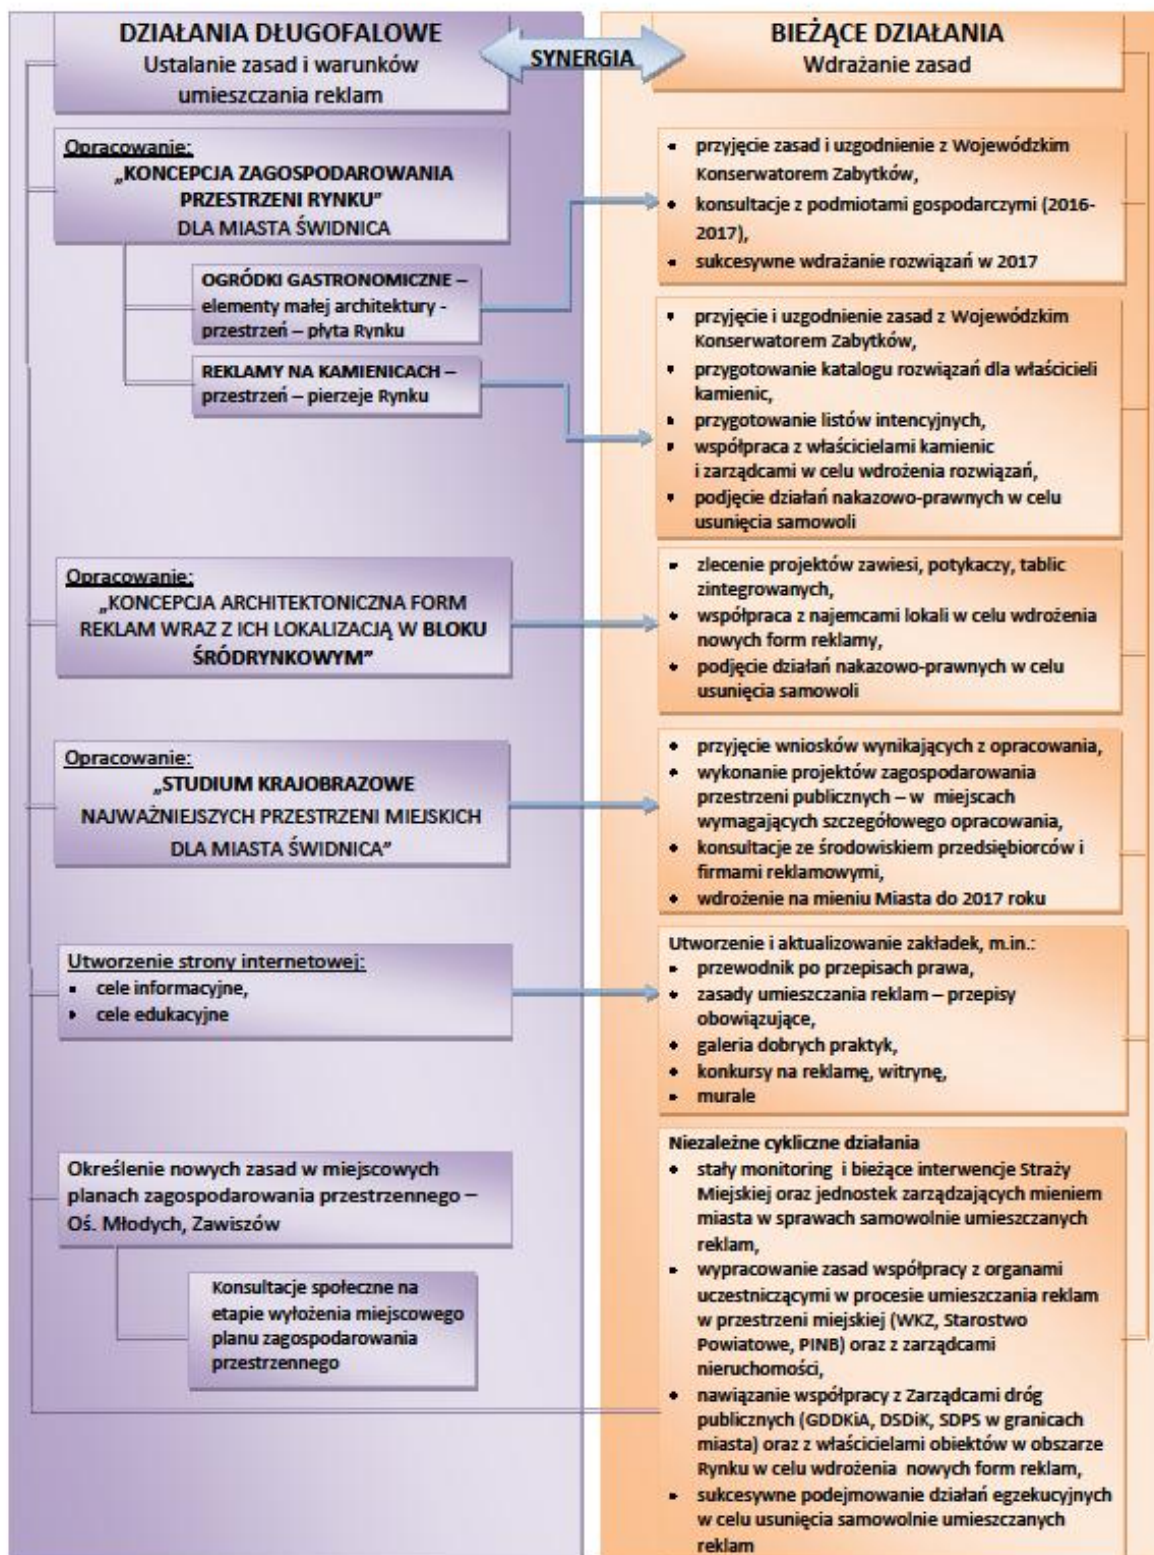 DZIAŁANIA DŁUGOFALOWE
Ustalanie zasad i warunków
umieszczania reklam
SYNERGIA
BIEŻĄCE DZIAŁANIA
Wdrażanie zasad
Opracowanie:
„KONCEPCJA ZAGOSPODAROWANIA
PRZESTRZENI RYNKU”
DLA MIASTA ŚWIDNICA
OGRÓDKI GASTRONOMICZNE –
elementy małej architektury -
przestrzeń – płyta Rynku
REKLAMY NA KAMIENICACH –
przestrzeń – pierzeje Rynku
• przyjęcie zasad i uzgodnienie z Wojewódzkim
Konserwatorem Zabytków,
• konsultacje z podmiotami gospodarczymi (2016-
2017),
• sukcesywne wdrażanie rozwiązań w 2017
• przyjęcie i uzgodnienie zasad z Wojewódzkim
Konserwatorem Zabytków,
• przygotowanie katalogu rozwiązań dla właścicieli
kamienic,
• przygotowanie listów intencyjnych,
• współpraca z właścicielami kamienic
i zarządcami w celu wdrożenia rozwiązań,
• podjęcie działań nakazowo-prawnych w celu
usunięcia samowoli
Opracowanie:
„KONCEPCJA ARCHITEKTONICZNA FORM
REKLAM WRAZ Z ICH LOKALIZACJĄ W BLOKU
ŚRÓDRYNKOWYM”
• zlecenie projektów zawiesi, potykaczy, tablic
zintegrowanych,
• współpraca z najemcami lokali w celu wdrożenia
nowych form reklamy,
• podjęcie działań nakazowo-prawnych w celu
usunięcia samowoli
Opracowanie:
„STUDIUM KRAJOBRAZOWE
NAJWAŻNIEJSZYCH PRZESTRZENI MIEJSKICH
DLA MIASTA ŚWIDNICA”
• przyjęcie wniosków wynikających z opracowania,
• wykonanie projektów zagospodarowania
przestrzeni publicznych – w miejscach
wymagających szczegółowego opracowania,
• konsultacje ze środowiskiem przedsiębiorców i
firmami reklamowymi,
• wdrożenie na mieniu Miasta do 2017 roku
Utworzenie strony internetowej:
• cele informacyjne,
• cele edukacyjne
Utworzenie i aktualizowanie zakładek, m.in.:
• przewodnik po przepisach prawa,
• zasady umieszczania reklam – przepisy
obowiązujące,
• galeria dobrych praktyk,
• konkursy na reklamę, witrynę,
• murale
Określenie nowych zasad w miejscowych
planach zagospodarowania przestrzennego –
Oś. Młodych, Zawiszów
Konsultacje społeczne na
etapie wyłożenia miejscowego
planu zagospodarowania
przestrzennego
Niezależne cykliczne działania
• stały monitoring i bieżące interwencje Straży
Miejskiej oraz jednostek zarządzających mieniem
miasta w sprawach samowolnie umieszczanych
reklam,
• wypracowanie zasad współpracy z organami
uczestniczącymi w procesie umieszczania reklam
w przestrzeni miejskiej (WKZ, Starostwo
Powiatowe, PINB) oraz z zarządcami
nieruchomości,
• nawiązanie współpracy z Zarządcami dróg
publicznych (GDDKiA, DSDiK, SDPS w granicach
miasta) oraz z właścicielami obiektów w obszarze
Rynku w celu wdrożenia nowych form reklam,
• sukcesywne podejmowanie działań egzekucyjnych
w celu usunięcia samowolnie umieszczanych
reklam